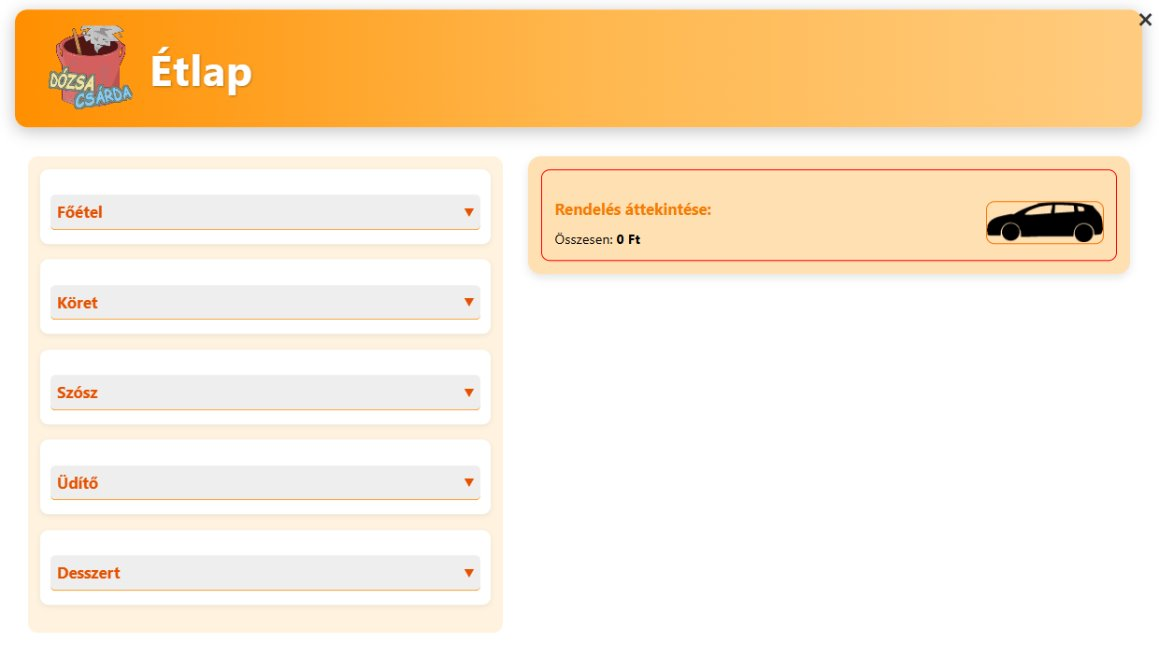 DÓZSA
CSÁRDA
Étlap
Főétel
Köret
Szósz
Üdítő
Desszert
Rendelés áttekintése:
Összesen: 0 Ft